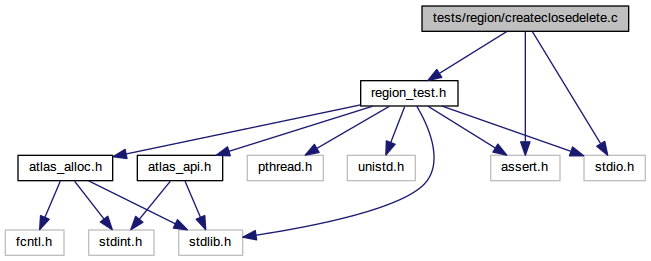 tests/region/createclosedelete.c
region_test.h
atlas_alloc.h
atlas_api.h
pthread.h
unistd.h
assert.h
stdio.h
fcntl.h
stdint.h
stdlib.h